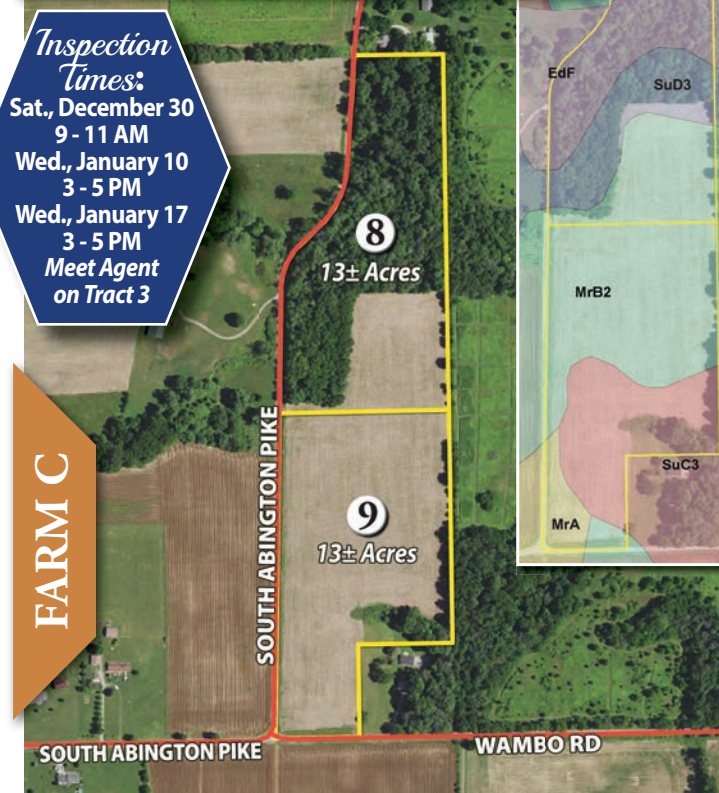 Inspection
Times:
Sat., December 30
9 - 11 AM
Wed., January 10
3 - 5 PM
Wed., January 17
3 - 5 PM
Meet Agent
on Tract 3
FARM C
8
13± Acres
9
13± Acres
SOUTH ABINGTON PIKE
SOUTH ABINGTON PIKE
WAMBO RD
EdF
SuD3
MrB2
SuC3
MrA